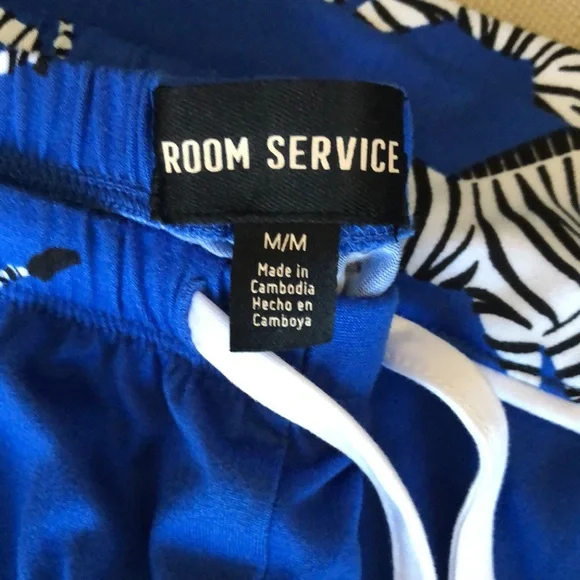 ROOM SERVICE
M/M
Made in
Cambodia
Hecho en
Camboya